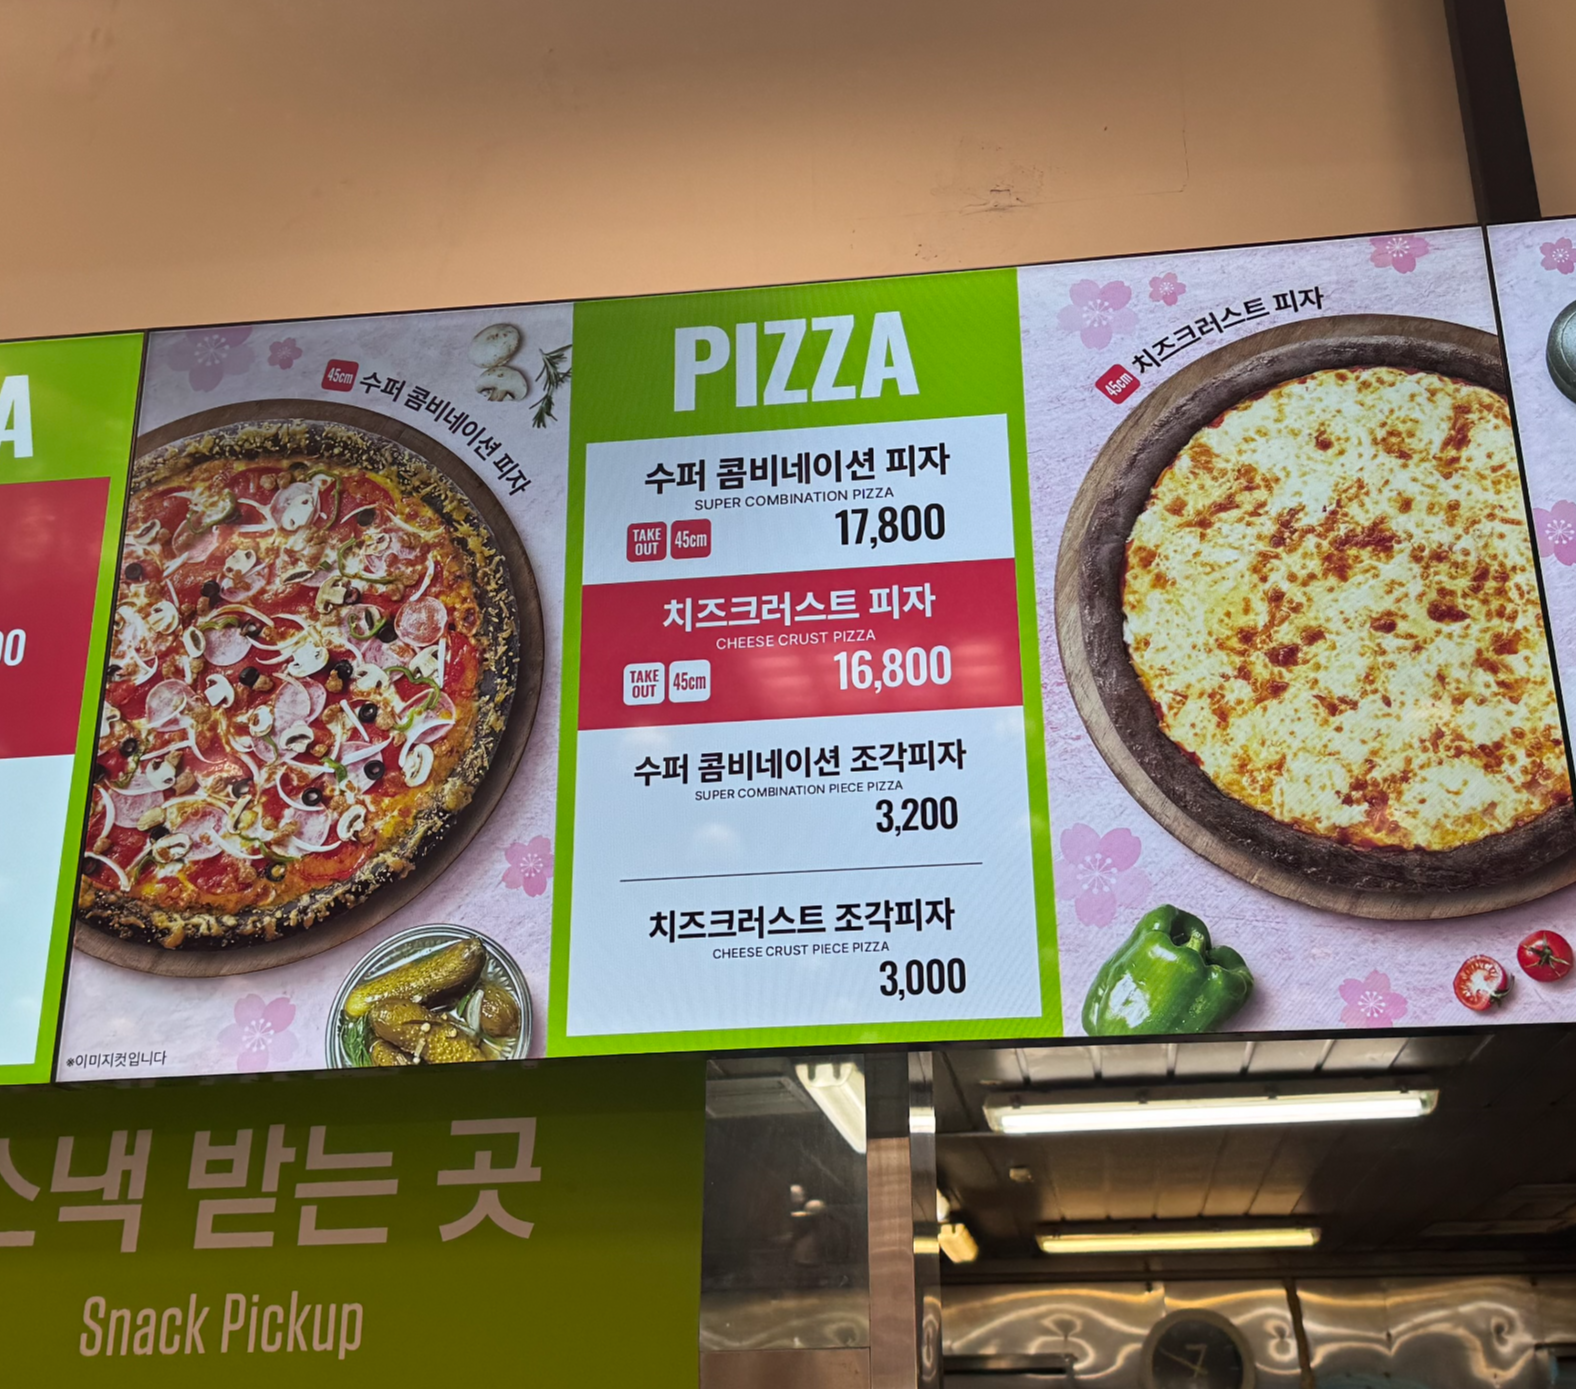 A
00
45cm 수퍼 콤비네이션 피자
※이미지컷입니다
PIZZA
수퍼 콤비네이션 피자
SUPER COMBINATION PIZZA
TAKE OUT 45cm 17,800
치즈크러스트 피자
CHEESE CRUST PIZZA
TAKE OUT 45cm 16,800
수퍼 콤비네이션 조각피자
SUPER COMBINATION PIECE PIZZA
3,200
치즈크러스트 조각피자
CHEESE CRUST PIECE PIZZA
3,000
45cm 치즈크러스트 피자
스낵 받는 곳
Snack Pickup